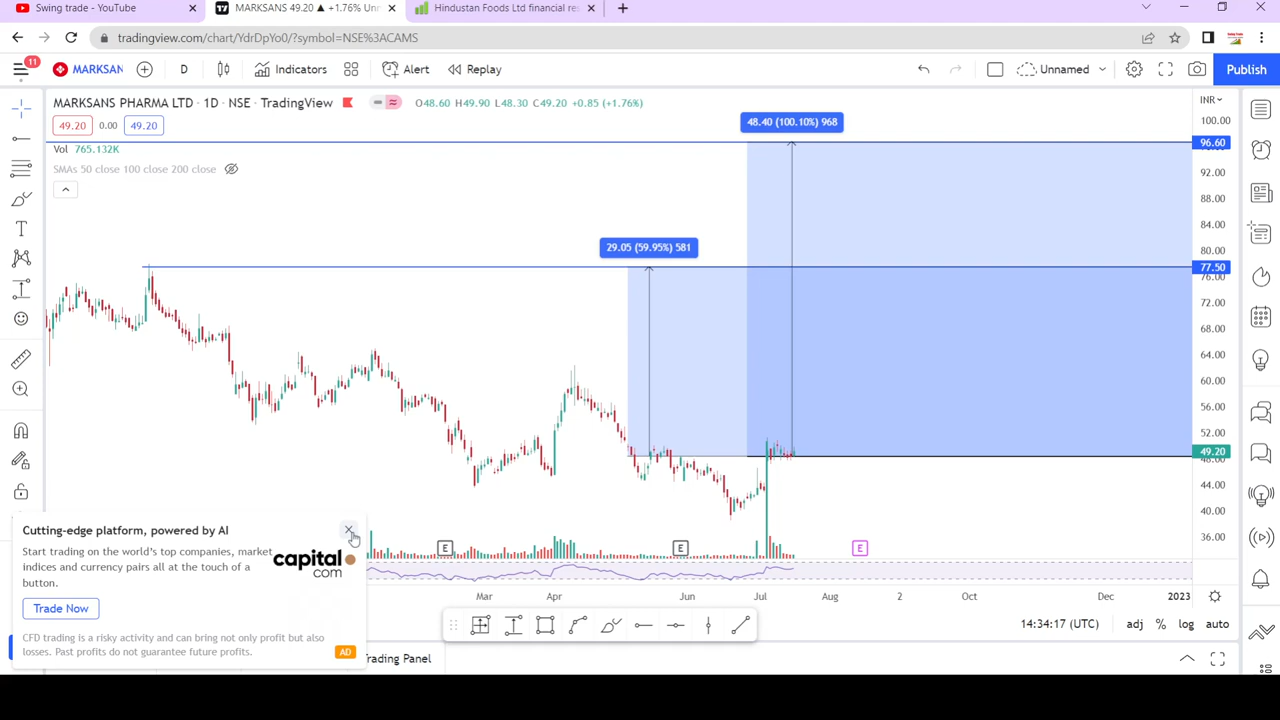 Swing trade - YouTube
MARKSANS 49.20 ▲ +1.76% Unn
Hindustan Foods Ltd financial res
tradingview.com/chart/YdrDpYo0/?symbol=NSE%3ACAMS
11
MARKSAN
D
Indicators
Alert
Replay
Unnamed
Publish
MARKSANS PHARMA LTD · 1D · NSE · TradingView
O48.60 H49.90 L48.30 C49.20 +0.85 (+1.76%)
INR
49.20 0.00 49.20
Vol 765.132K
SMAs 50 close 100 close 200 close
48.40 (100.10%) 968
29.05 (59.95%) 581
100.00
96.60
92.00
88.00
84.00
80.00
77.50
76.00
72.00
68.00
64.00
60.00
56.00
52.00
49.20
48.00
44.00
40.00
36.00
E
E
E
Cutting-edge platform, powered by AI
Start trading on the world's top companies, market
indices and currency pairs all at the touch of a
button.
capital
com
Trade Now
CFD trading is a risky activity and can bring not only profit but also
losses. Past profits do not guarantee future profits.
AD
Mar Apr Jun Jul Aug 2 Oct Dec 2023
14:34:17 (UTC) adj % log auto
rading Panel